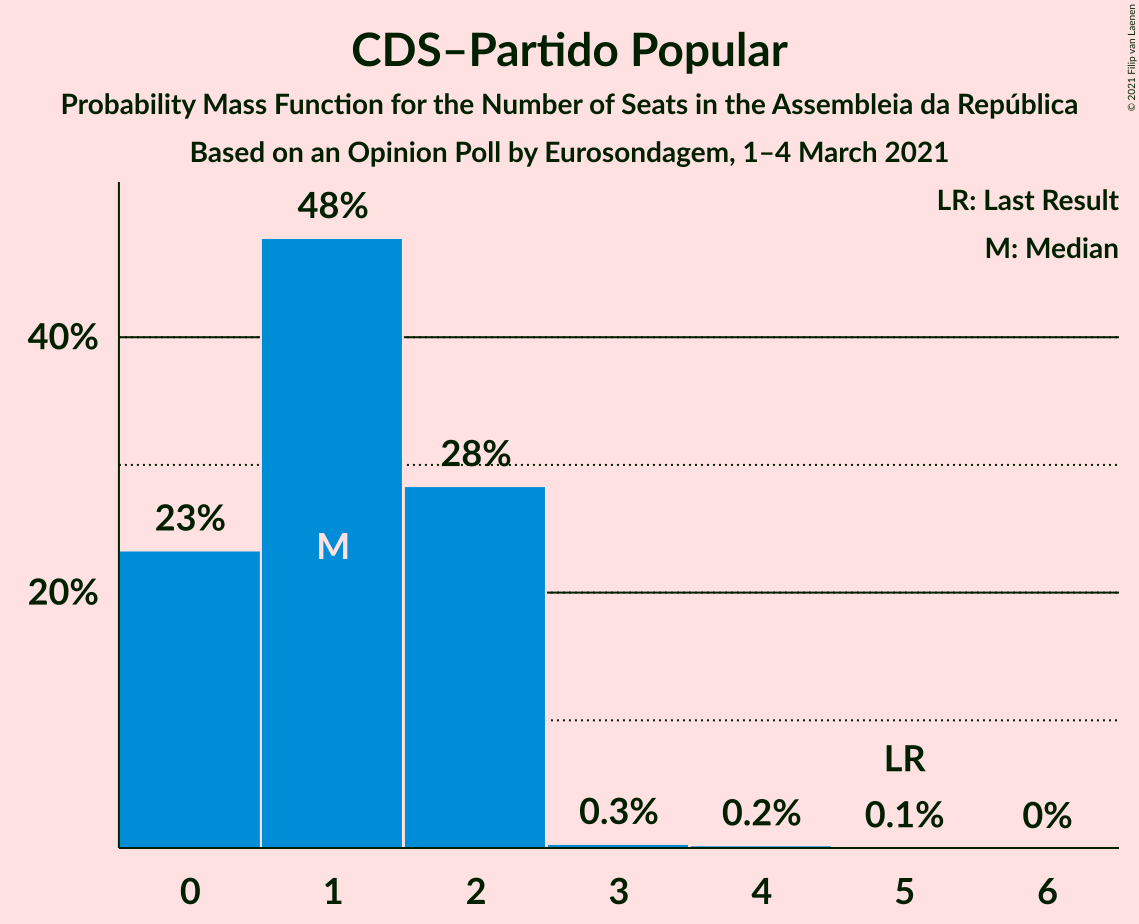 CDS–Partido Popular
Probability Mass Function for the Number of Seats in the Assembleia da República
Based on an Opinion Poll by Eurosondagem, 1–4 March 2021
© 2021 Filip van Laenen
LR: Last Result
M: Median
48%
40%
28%
23%
M
20%
LR
0.3%
0.2%
0.1%
0%
0
1
2
3
4
5
6